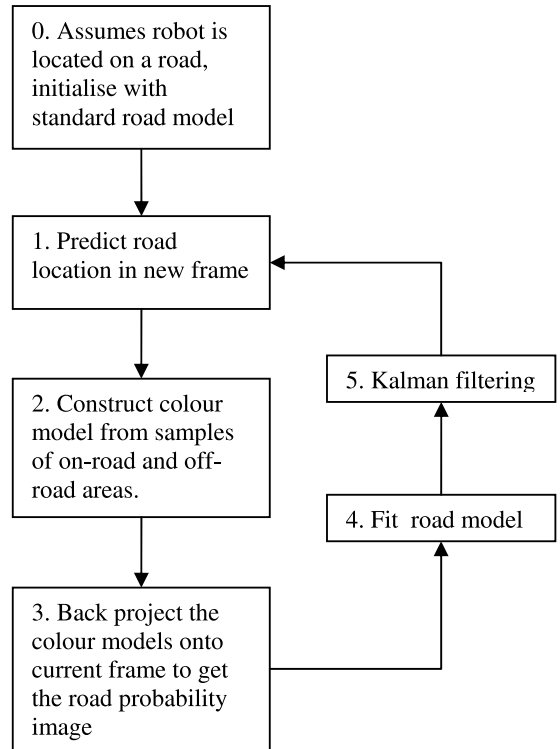 0. Assumes robot is
located on a road,
initialise with
standard road model
1. Predict road
location in new frame
2. Construct colour
model from samples
of on-road and off-
road areas.
3. Back project the
colour models onto
current frame to get
the road probability
image
4. Fit road model
5. Kalman filtering